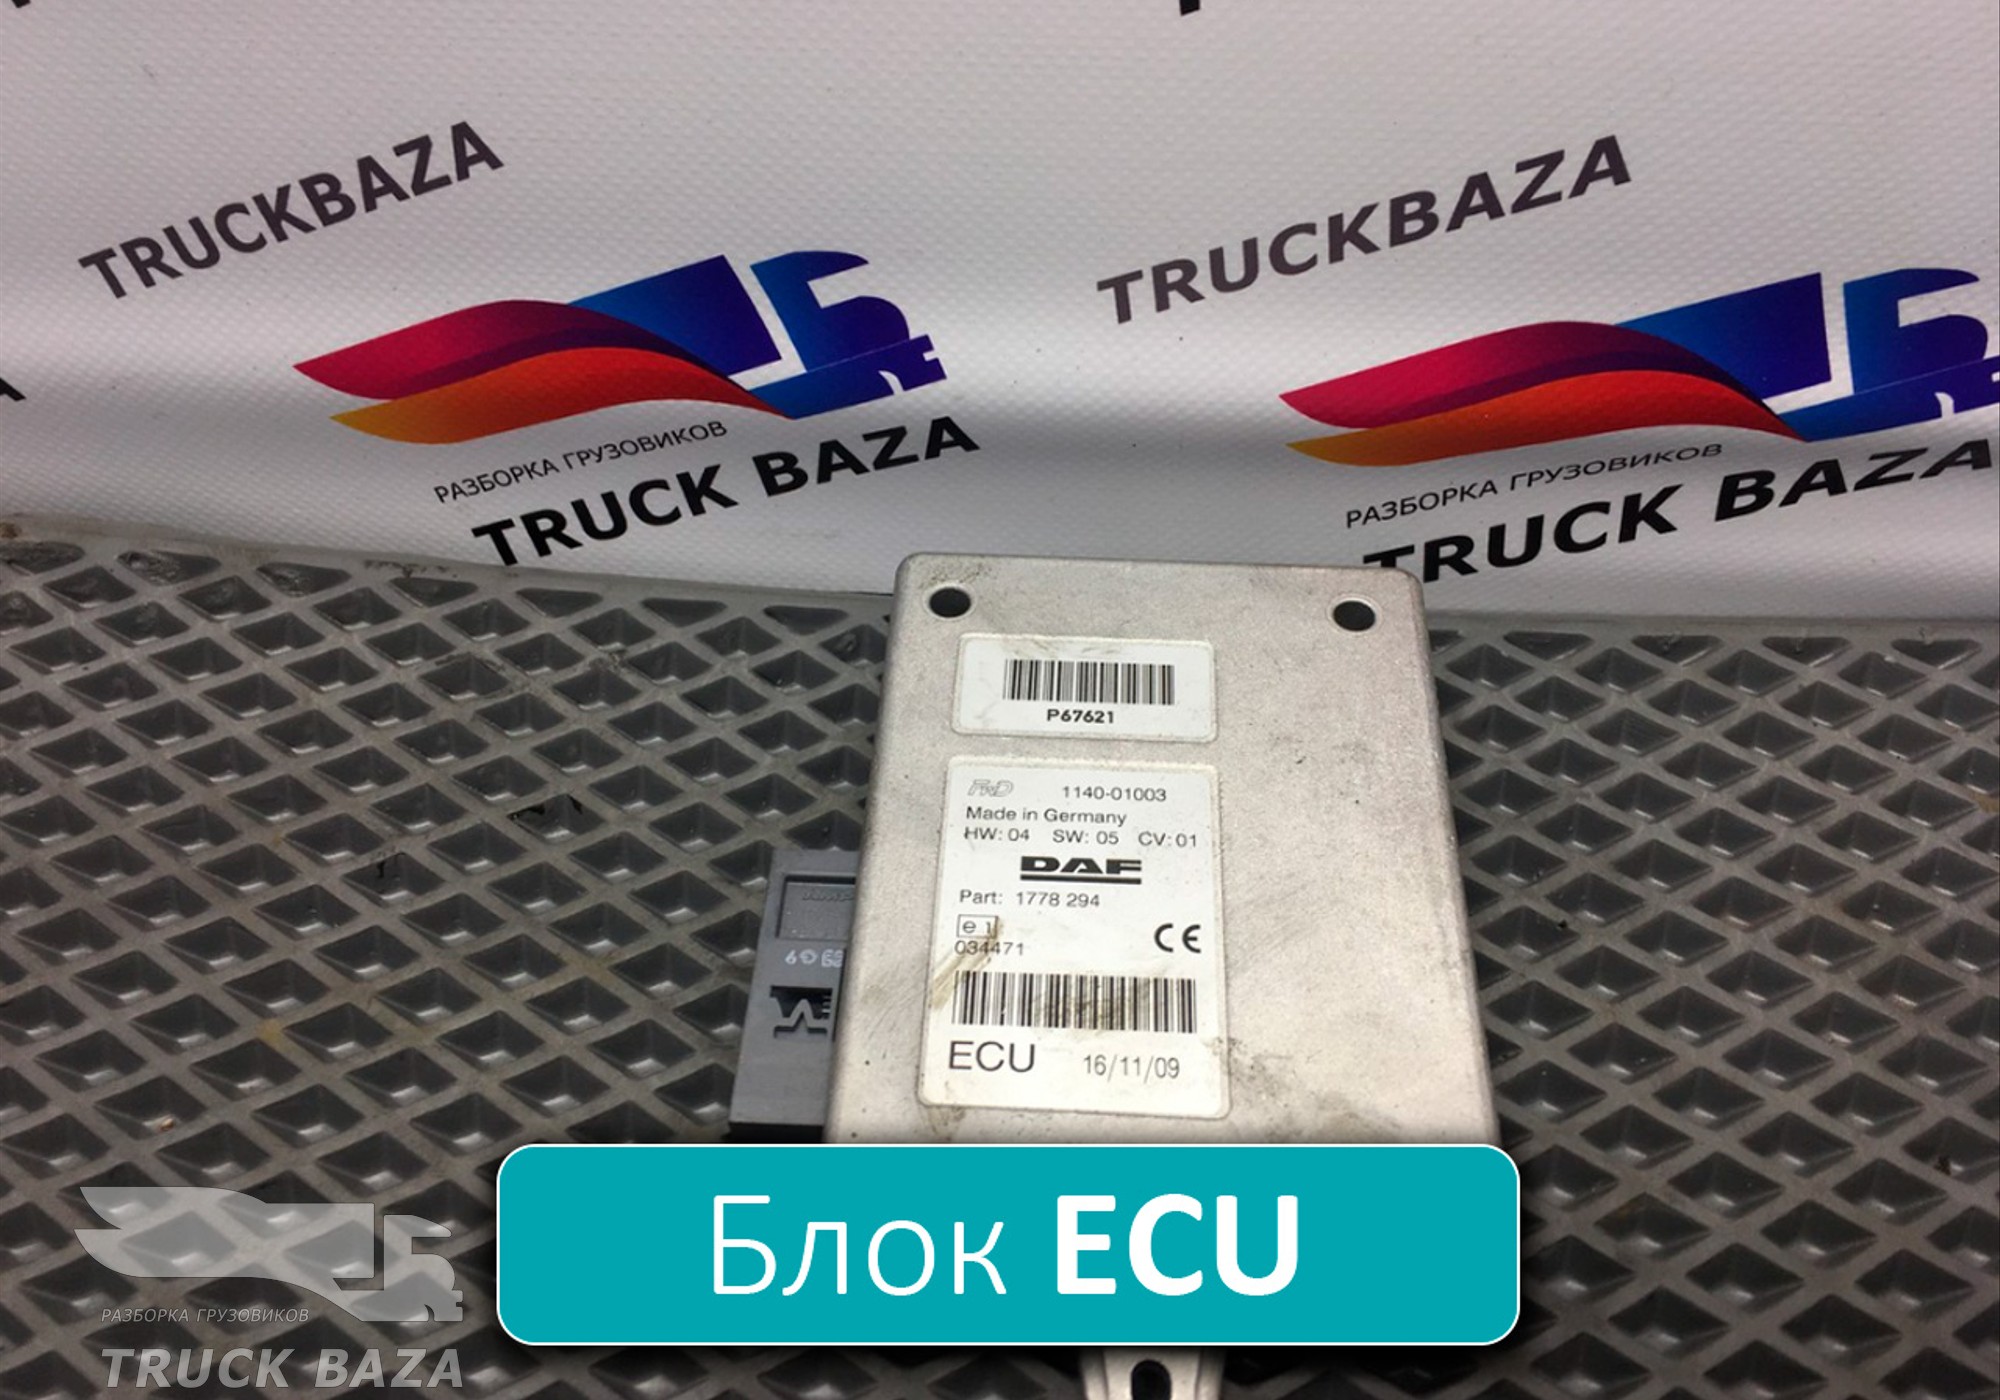 TRUCKBAZA
TRUCKBAZA
РАЗБОРКА ГРУЗОВИКОВ
TRUCK BAZA
РАЗБОРКА ГРУЗОВИКОВ
TRUCK BAZA
P67621
1140-01003
Made in Germany
HW: 04 SW: 05 CV: 01
DAF
Part: 1778 294
e 1
034471
CE
ECU 16/11/09
Блок ECU
РАЗБОРКА ГРУЗОВИКОВ
TRUCK BAZA